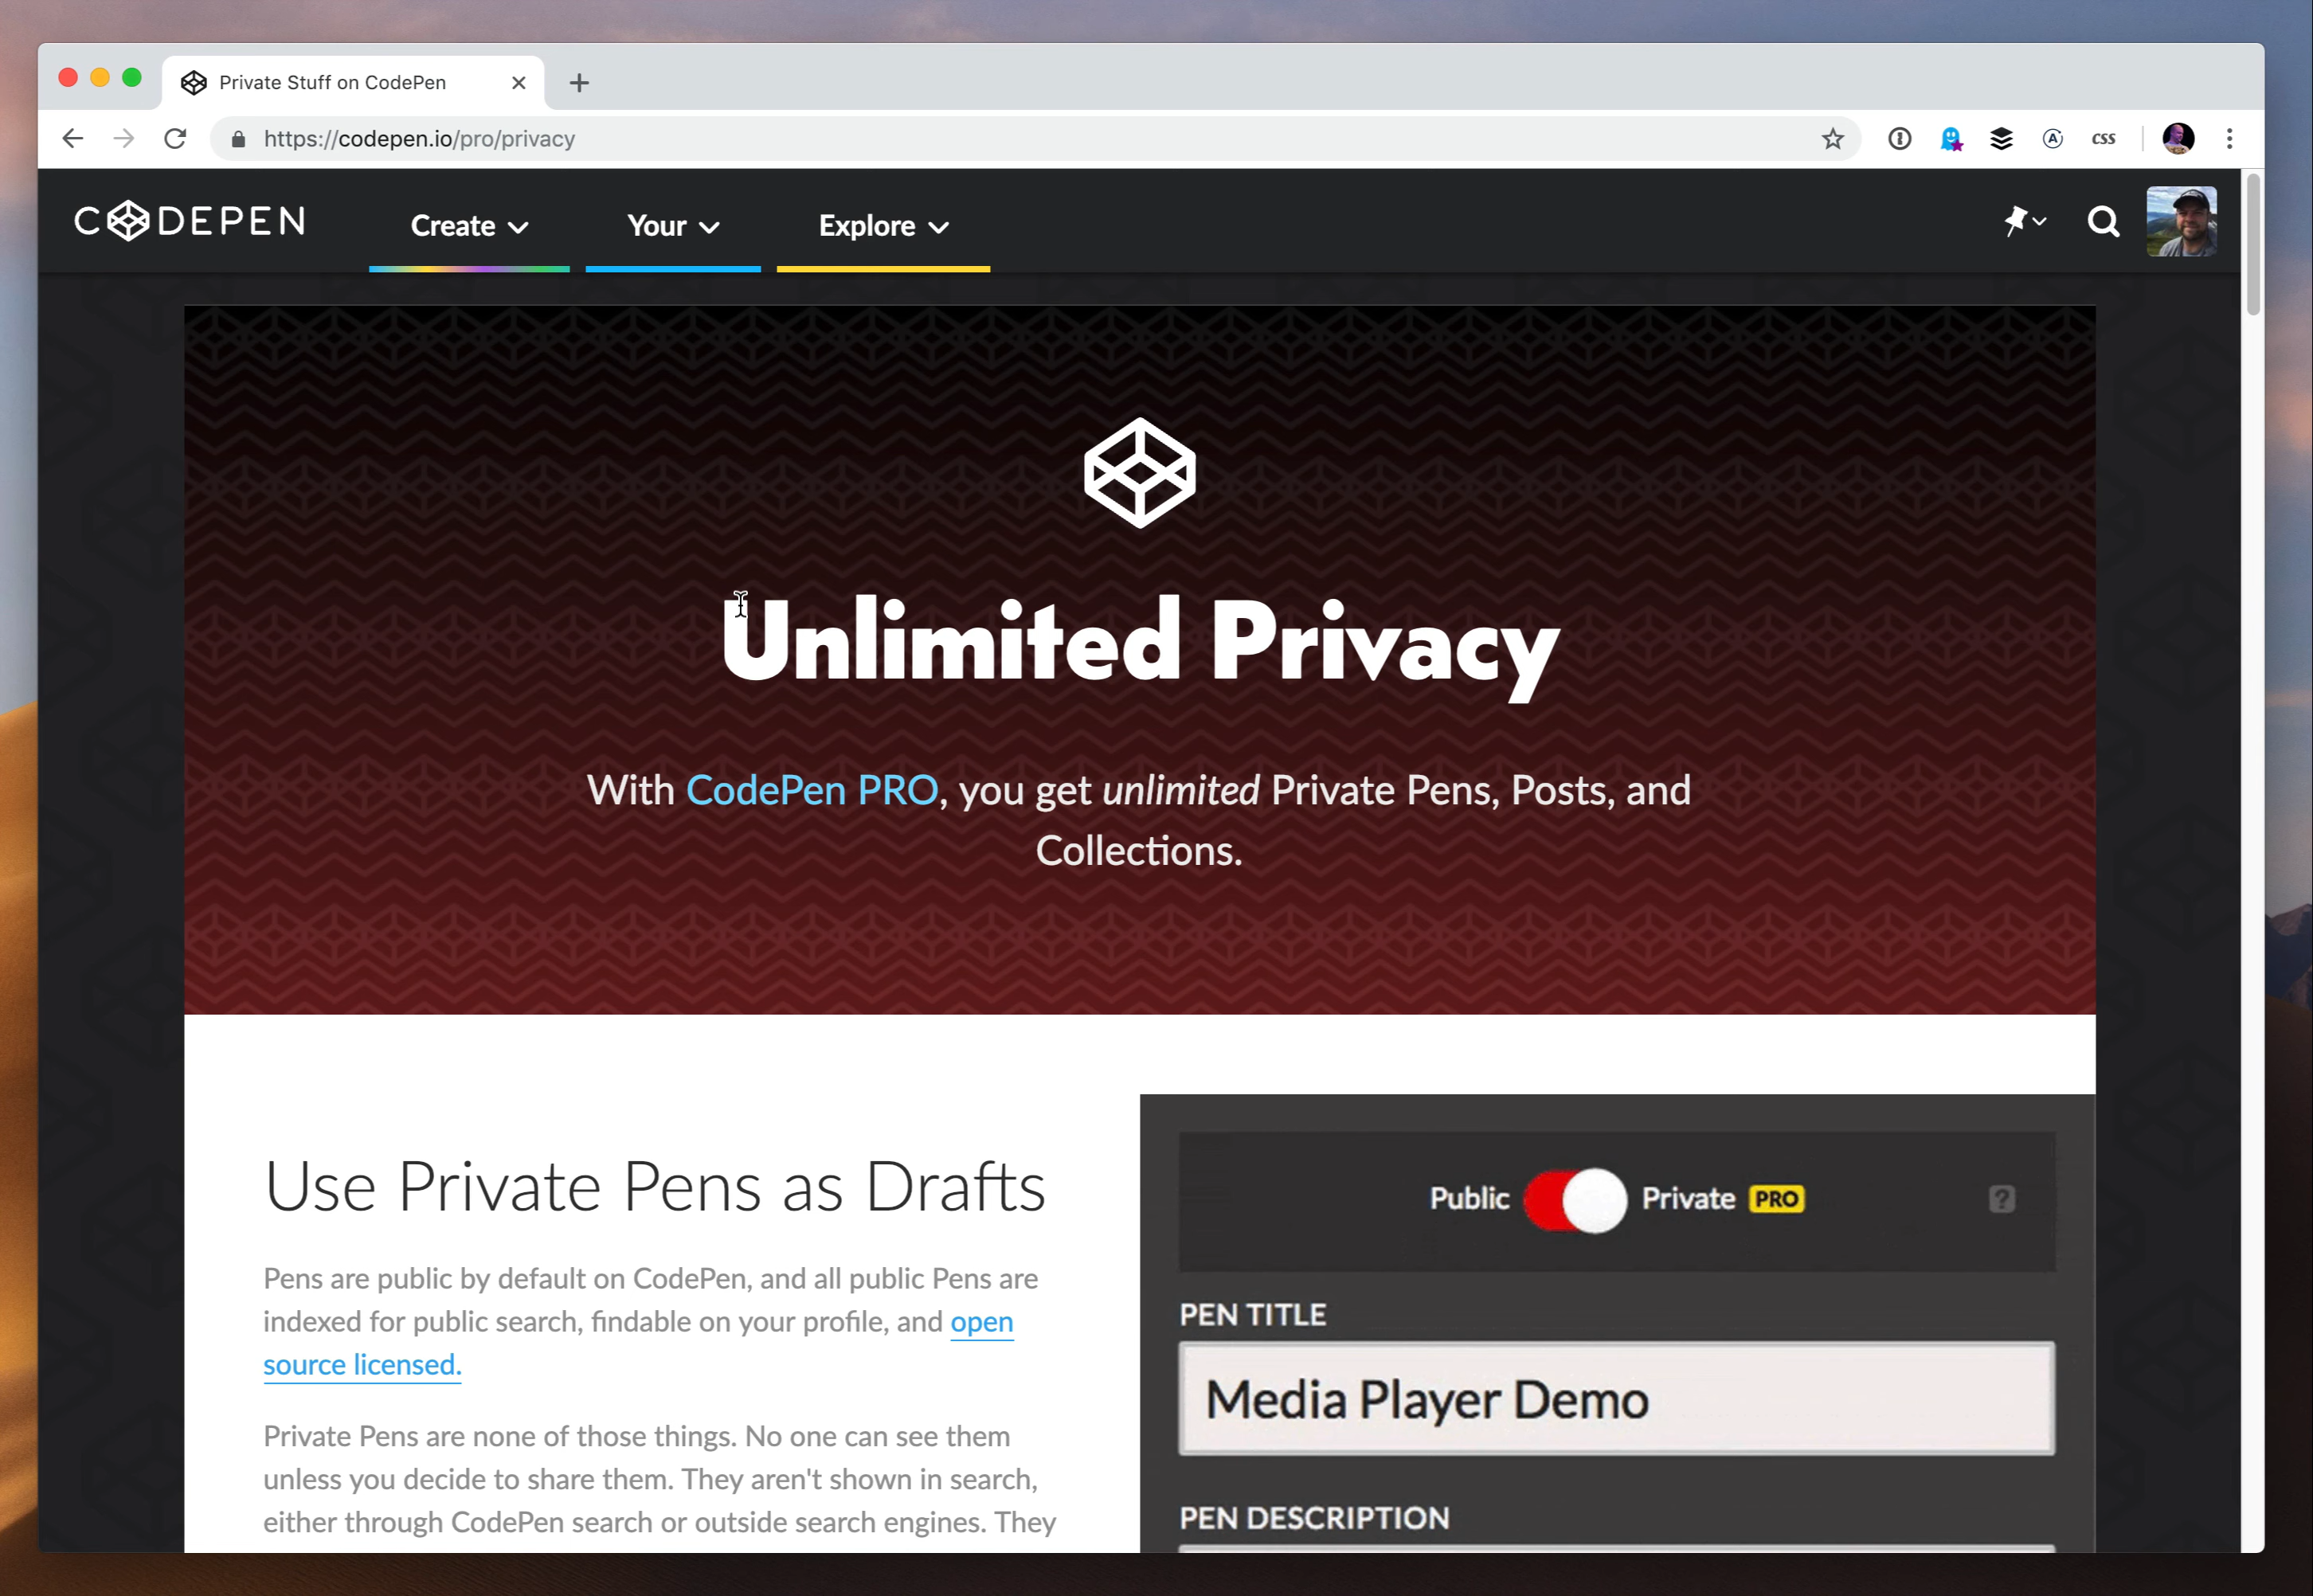 Private Stuff on CodePen
https://codepen.io/pro/privacy
css
CODEPEN
Create
Your
Explore
Unlimited Privacy
With CodePen PRO, you get unlimited Private Pens, Posts, and
Collections.
Use Private Pens as Drafts
Pens are public by default on CodePen, and all public Pens are
indexed for public search, findable on your profile, and open
source licensed.
Private Pens are none of those things. No one can see them
unless you decide to share them. They aren't shown in search,
either through CodePen search or outside search engines. They
Public Private PRO ?
PEN TITLE
Media Player Demo
PEN DESCRIPTION